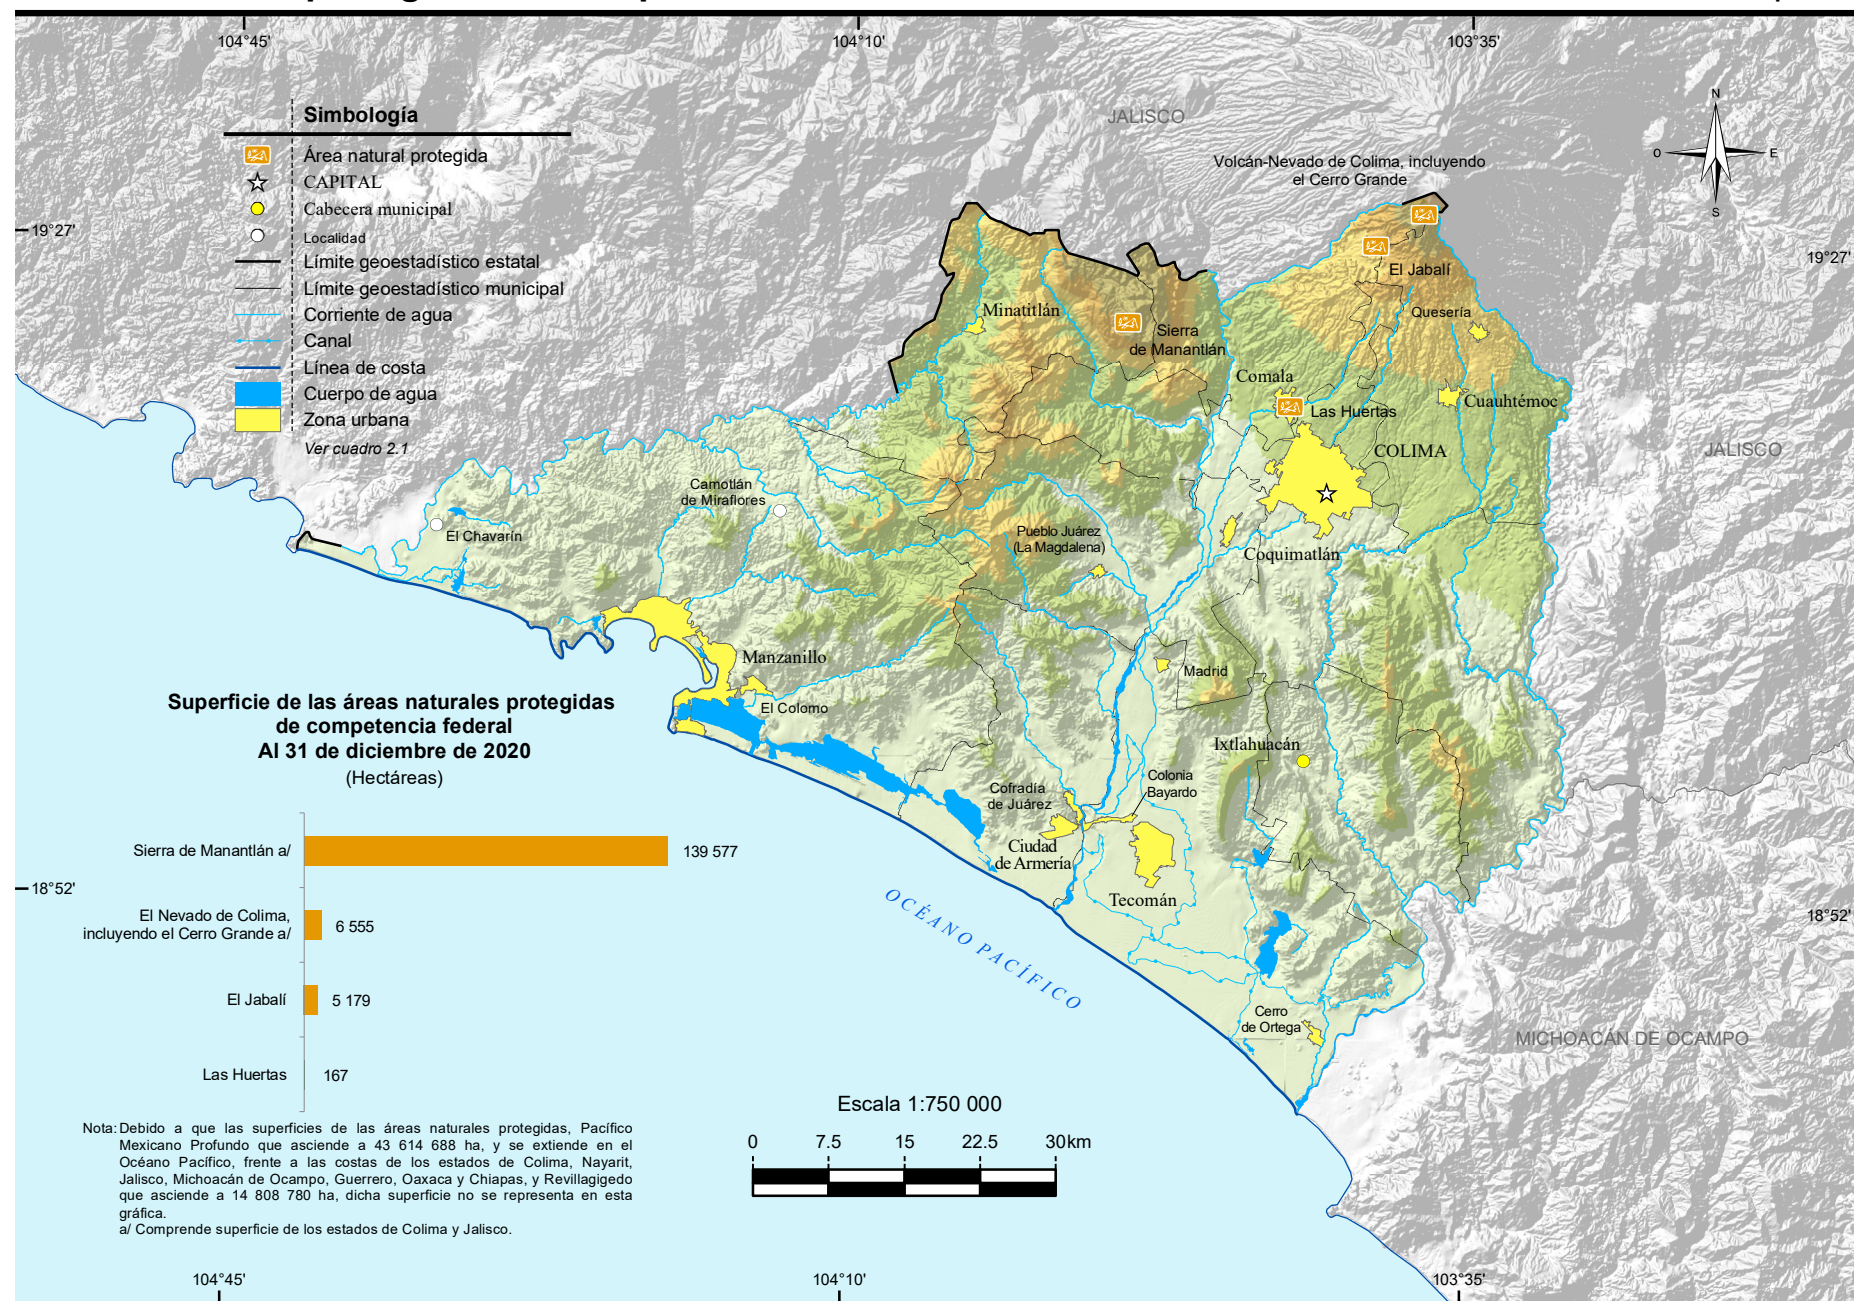 104°45'
104°10'
103°35'
N
O
E
S
19°27'
19°27'
JALISCO
Simbología
Área natural protegida
CAPITAL
Cabecera municipal
Localidad
Límite geoestadístico estatal
Límite geoestadístico municipal
Corriente de agua
Canal
Línea de costa
Cuerpo de agua
Zona urbana
Ver cuadro 2.1
Volcán-Nevado de Colima, incluyendo
el Cerro Grande
El Jabalí
Quesería
Minatitlán
Sierra
de Manantlán
Comala
Las Huertas
Cuauhtémoc
COLIMA
JALISCO
Camotlán
de Miraflores
El Chavarín
Pueblo Juárez
(La Magdalena)
Coquimatlán
Manzanillo
Madrid
El Colomo
Ixtlahuacán
Colonia
Bayardo
Cofradía
de Juárez
Ciudad
de Armería
Tecomán
OCÉANO PACÍFICO
Cerro
de Ortega
MICHOACÁN DE OCAMPO
18°52'
18°52'
Superficie de las áreas naturales protegidas
de competencia federal
Al 31 de diciembre de 2020
(Hectáreas)
Sierra de Manantlán a/
139 577
El Nevado de Colima,
incluyendo el Cerro Grande a/
6 555
El Jabalí
5 179
Las Huertas
167
Nota: Debido a que las superficies de las áreas naturales protegidas, Pacífico
Mexicano Profundo que asciende a 43 614 688 ha, y se extiende en el
Océano Pacífico, frente a las costas de los estados de Colima, Nayarit,
Jalisco, Michoacán de Ocampo, Guerrero, Oaxaca y Chiapas, y Revillagigedo
que asciende a 14 808 780 ha, dicha superficie no se representa en esta
gráfica.
a/ Comprende superficie de los estados de Colima y Jalisco.
Escala 1:750 000
0 7.5 15 22.5 30km
104°45'
104°10'
103°35'